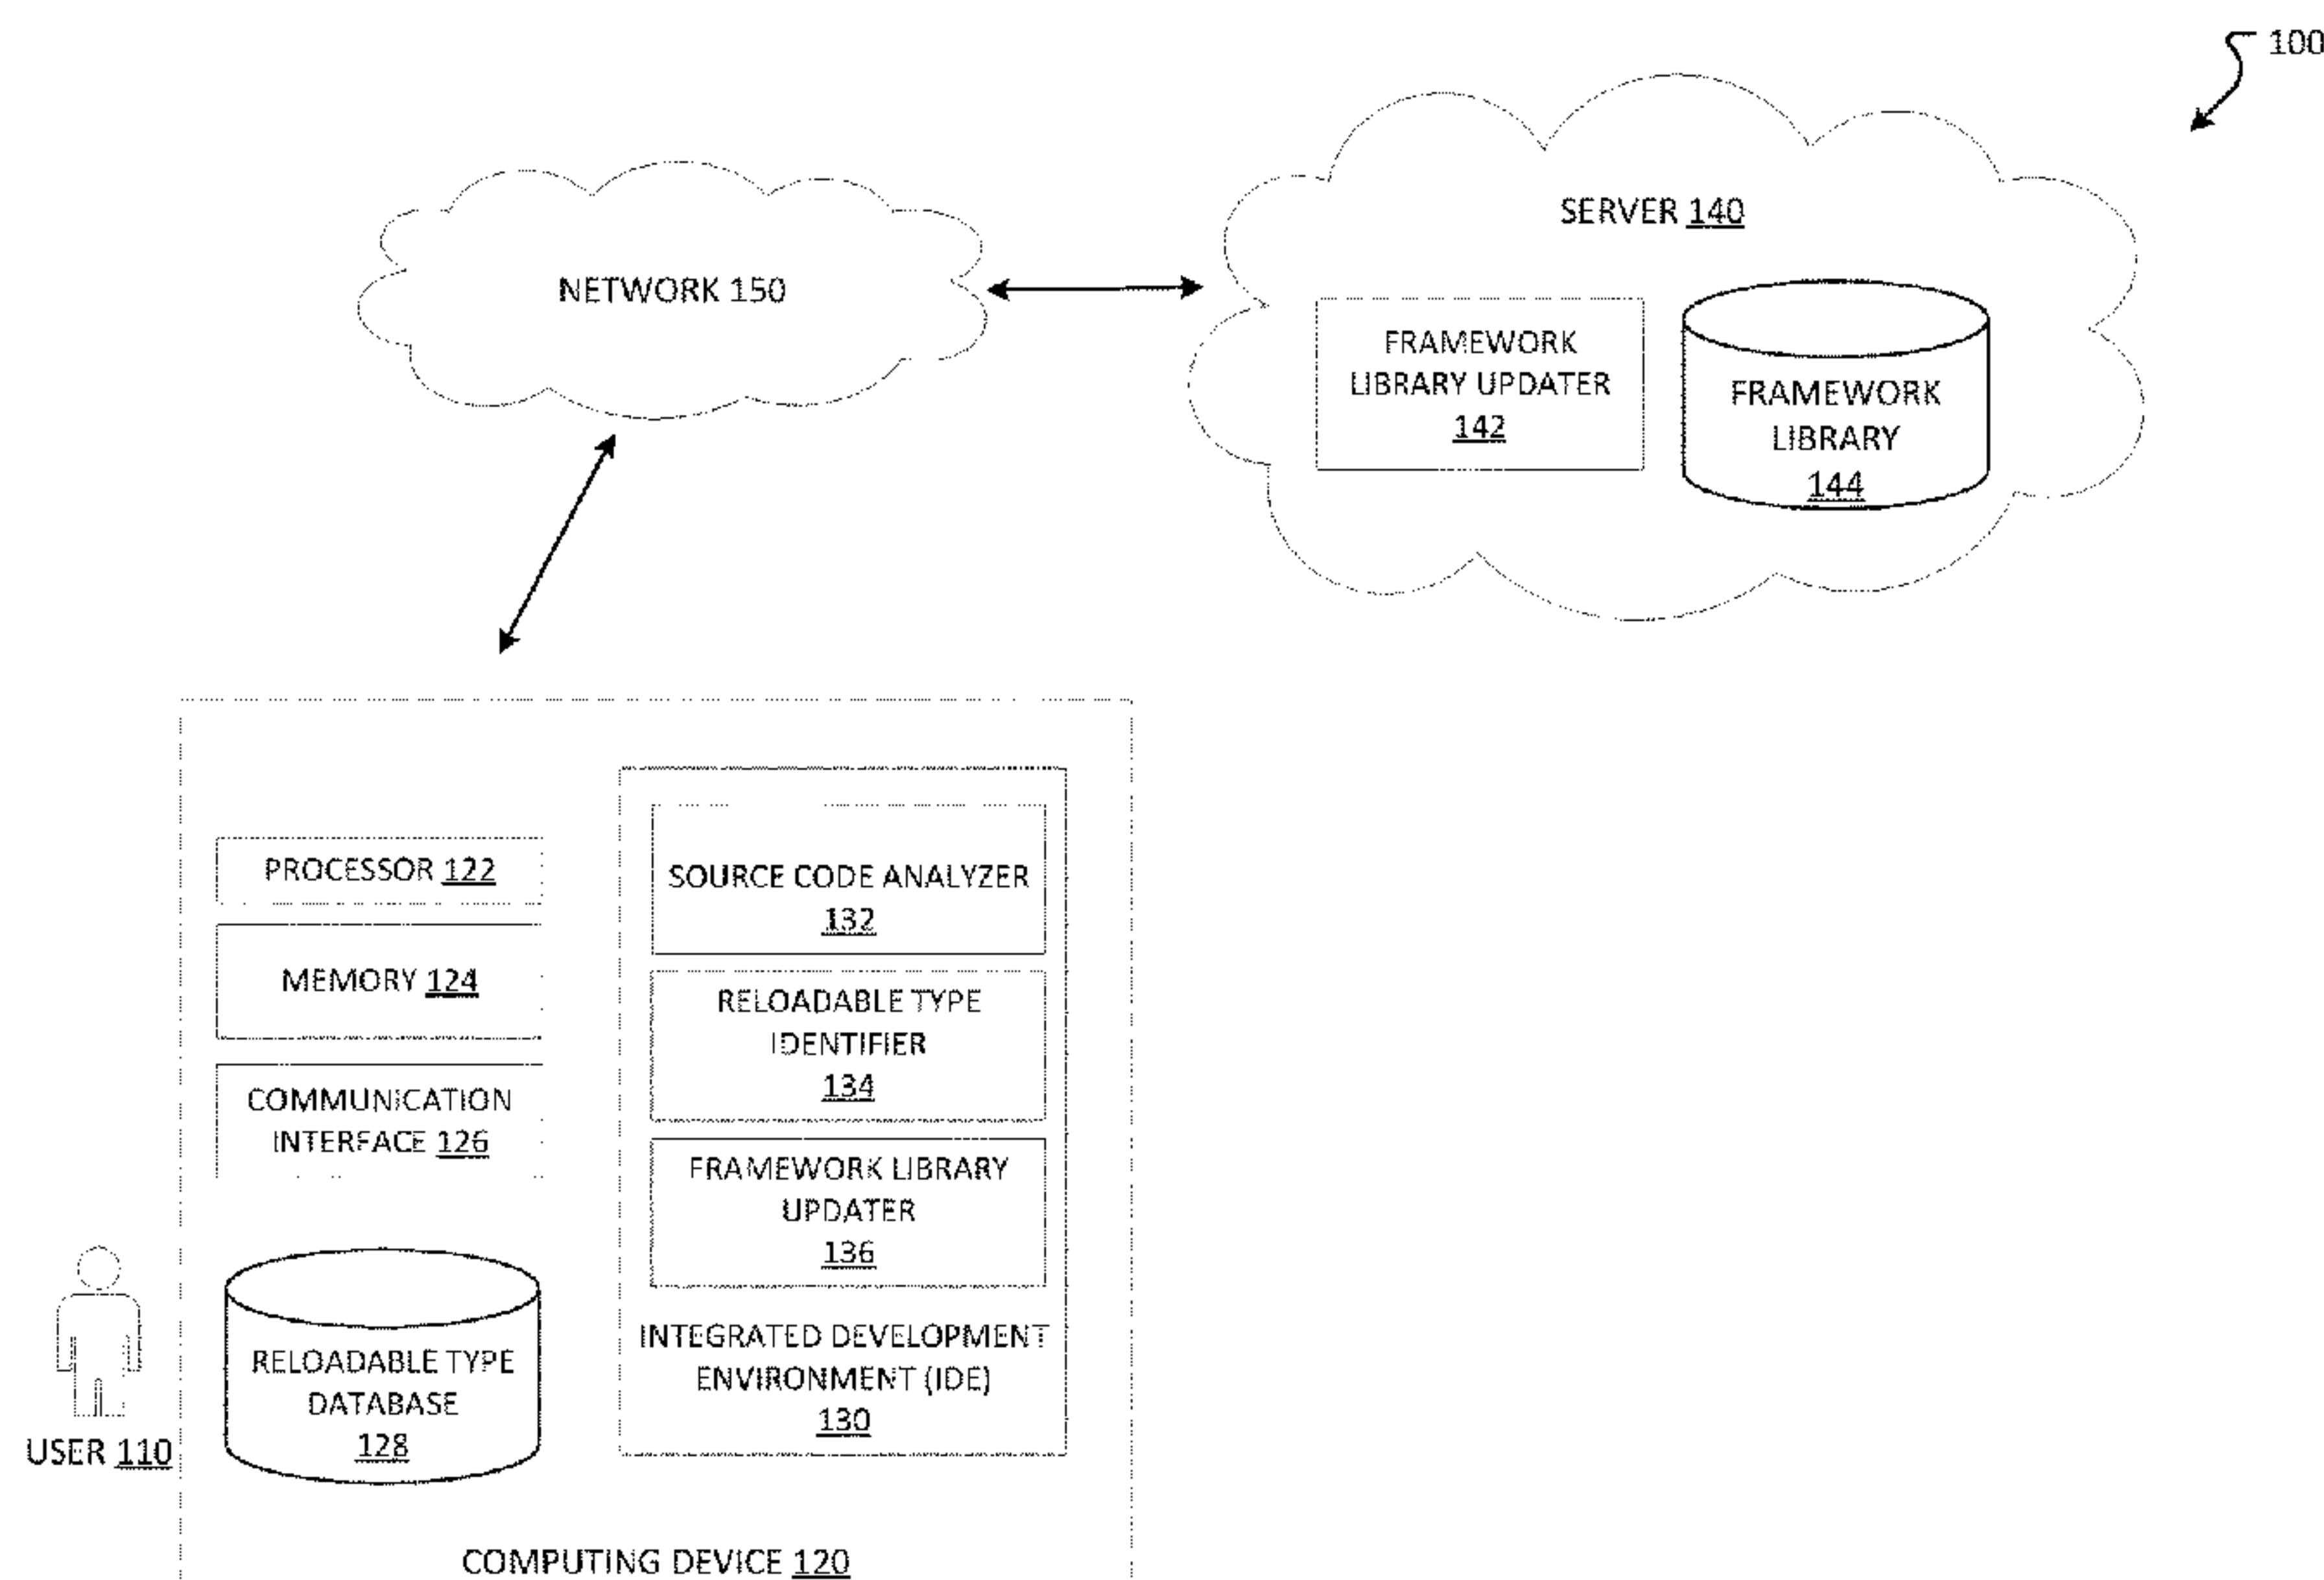 100
SERVER 140
NETWORK 150
FRAMEWORK
LIBRARY UPDATER
142
FRAMEWORK
LIBRARY
144
PROCESSOR 122
MEMORY 124
COMMUNICATION
INTERFACE 126
RELOADABLE TYPE
DATABASE
128
SOURCE CODE ANALYZER
132
RELOADABLE TYPE
IDENTIFIER
134
FRAMEWORK LIBRARY
UPDATER
136
INTEGRATED DEVELOPMENT
ENVIRONMENT (IDE)
130
USER 110
COMPUTING DEVICE 120